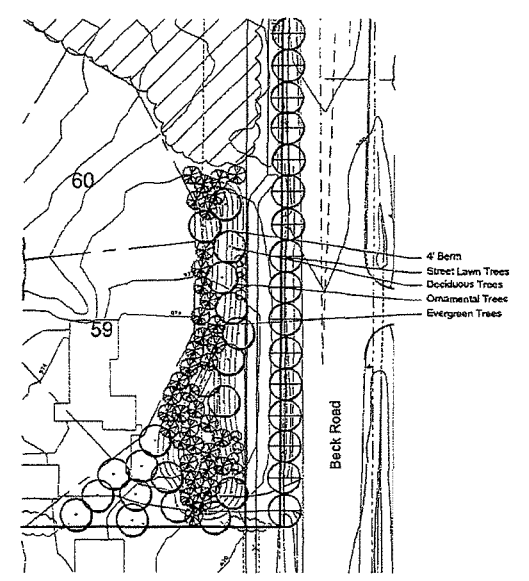 60
4' Berm
Street Lawn Trees
Deciduous Trees
Ornamental Trees
Evergreen Trees
59
Beck Road